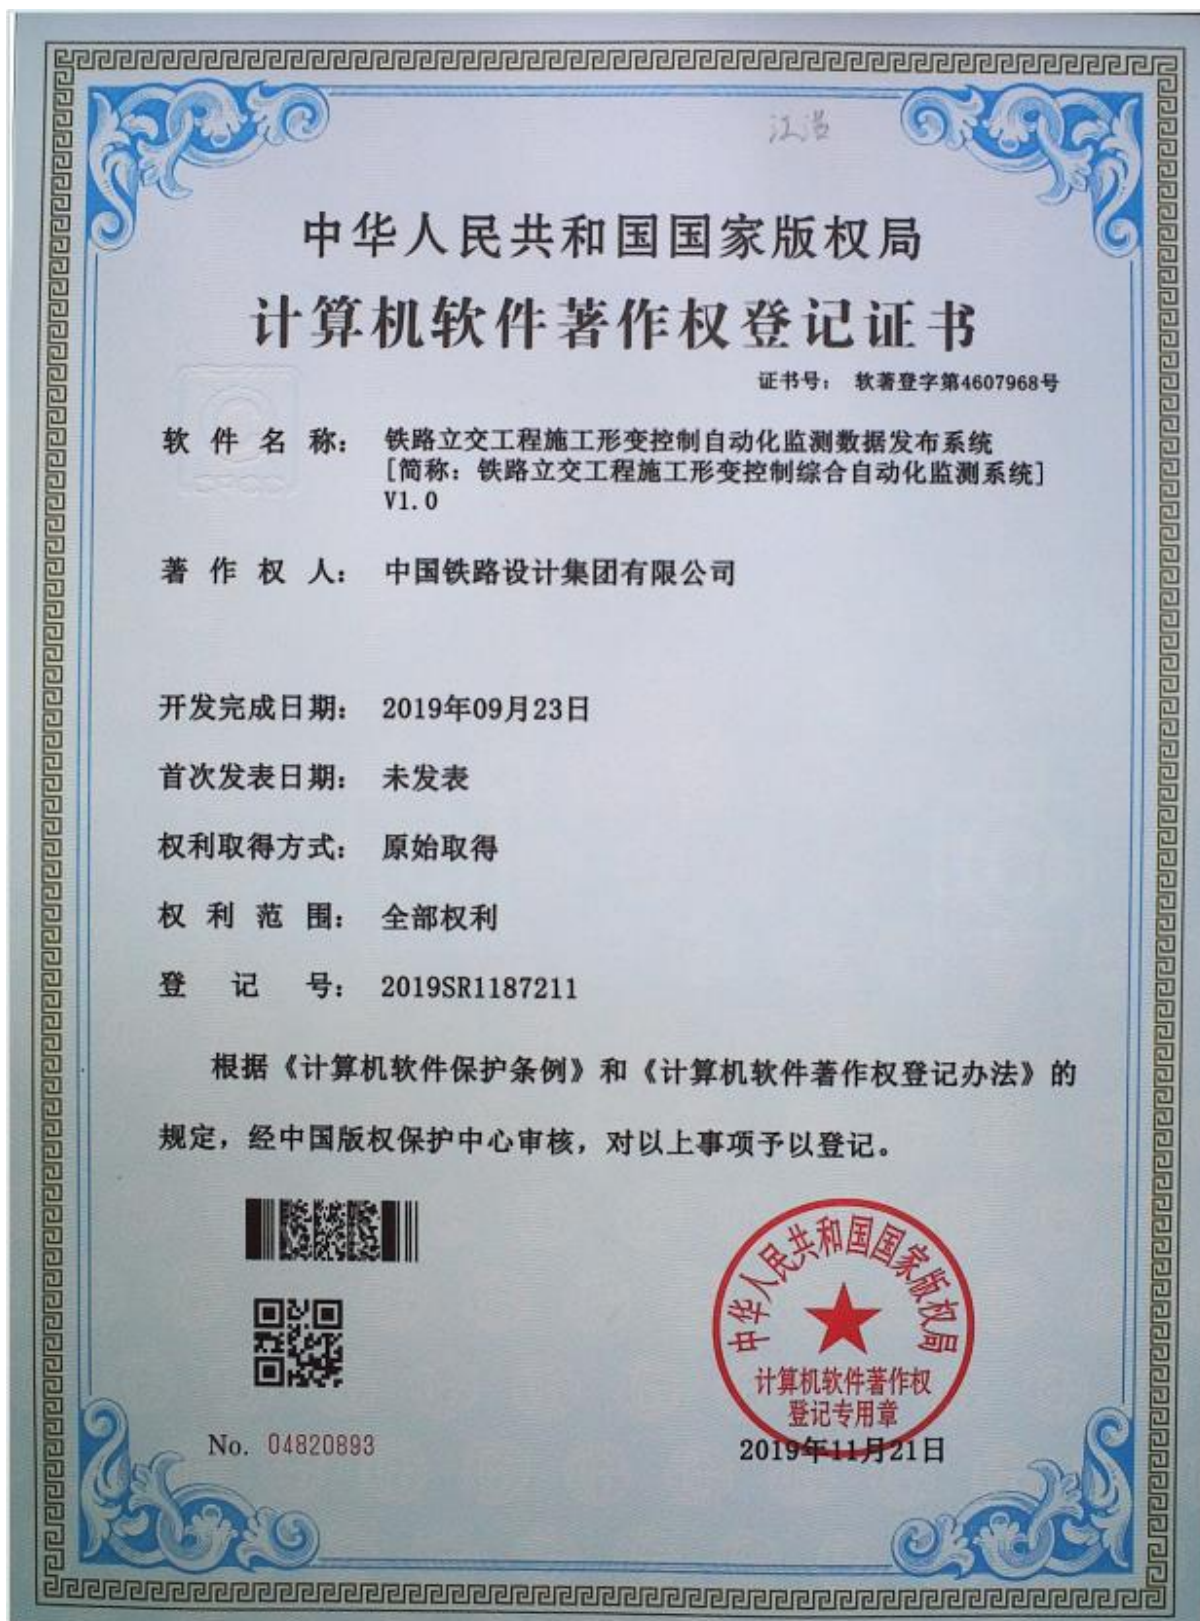 中华人民共和国国家版权局
计算机软件著作权登记证书
证书号： 软著登字第4607968号
软件名称： 铁路立交工程施工形变控制自动化监测数据发布系统
[简称：铁路立交工程施工形变控制综合自动化监测系统]
V1.0
著作权人： 中国铁路设计集团有限公司
开发完成日期： 2019年09月23日
首次发表日期： 未发表
权利取得方式： 原始取得
权利范围： 全部权利
登记号： 2019SR1187211
根据《计算机软件保护条例》和《计算机软件著作权登记办法》的
规定，经中国版权保护中心审核，对以上事项予以登记。
中华人民共和国国家版权局
计算机软件著作权
登记专用章
No. 04820893
2019年11月21日